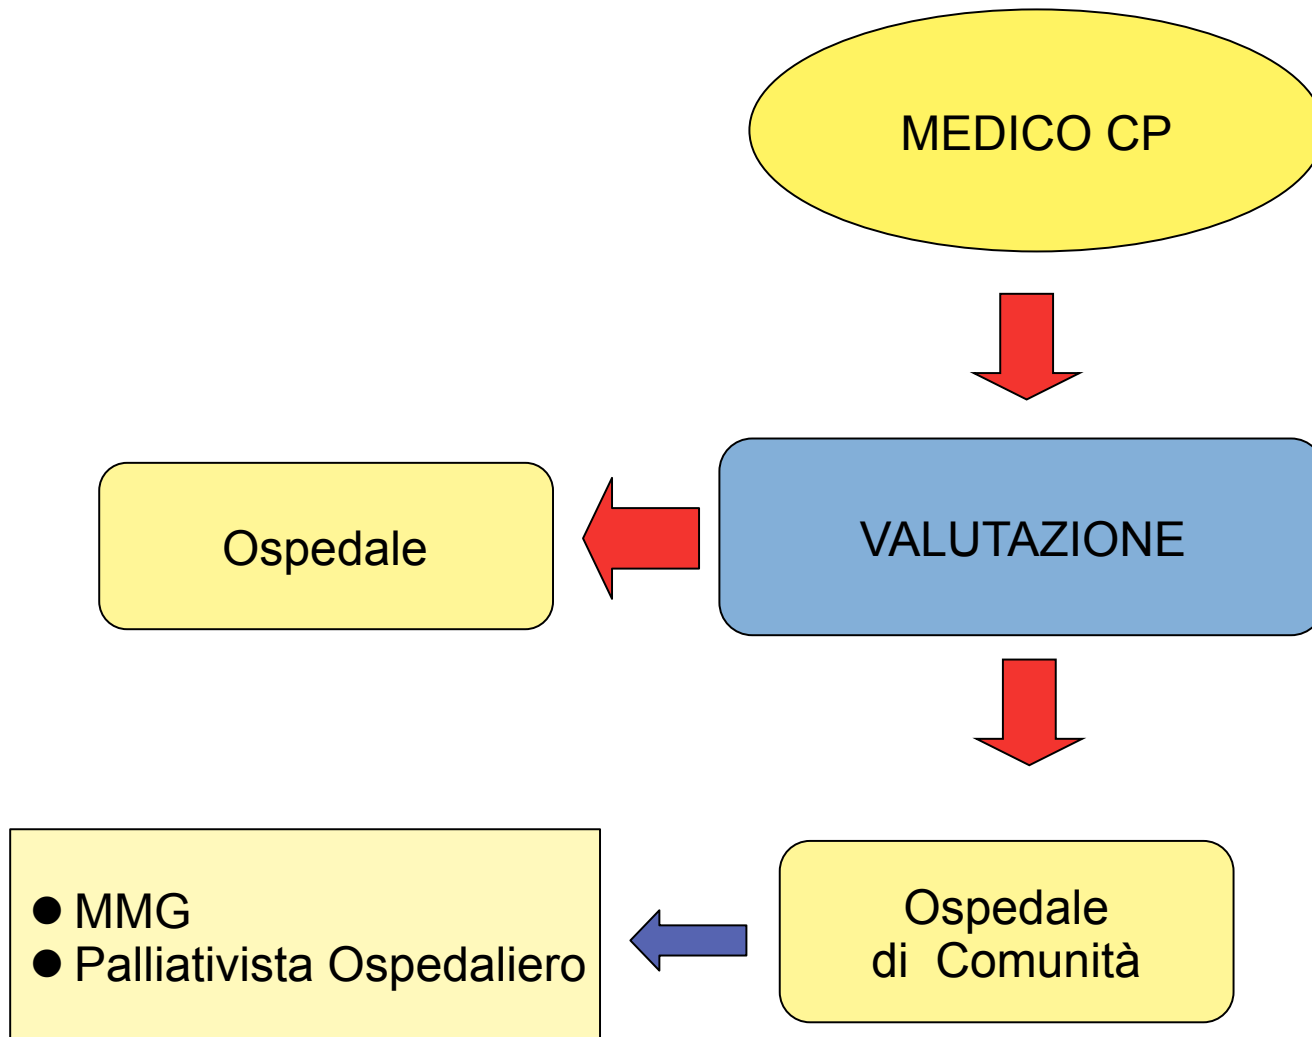 MEDICO CP
Ospedale
VALUTAZIONE
● MMG
● Palliativista Ospedaliero
Ospedale
di Comunità